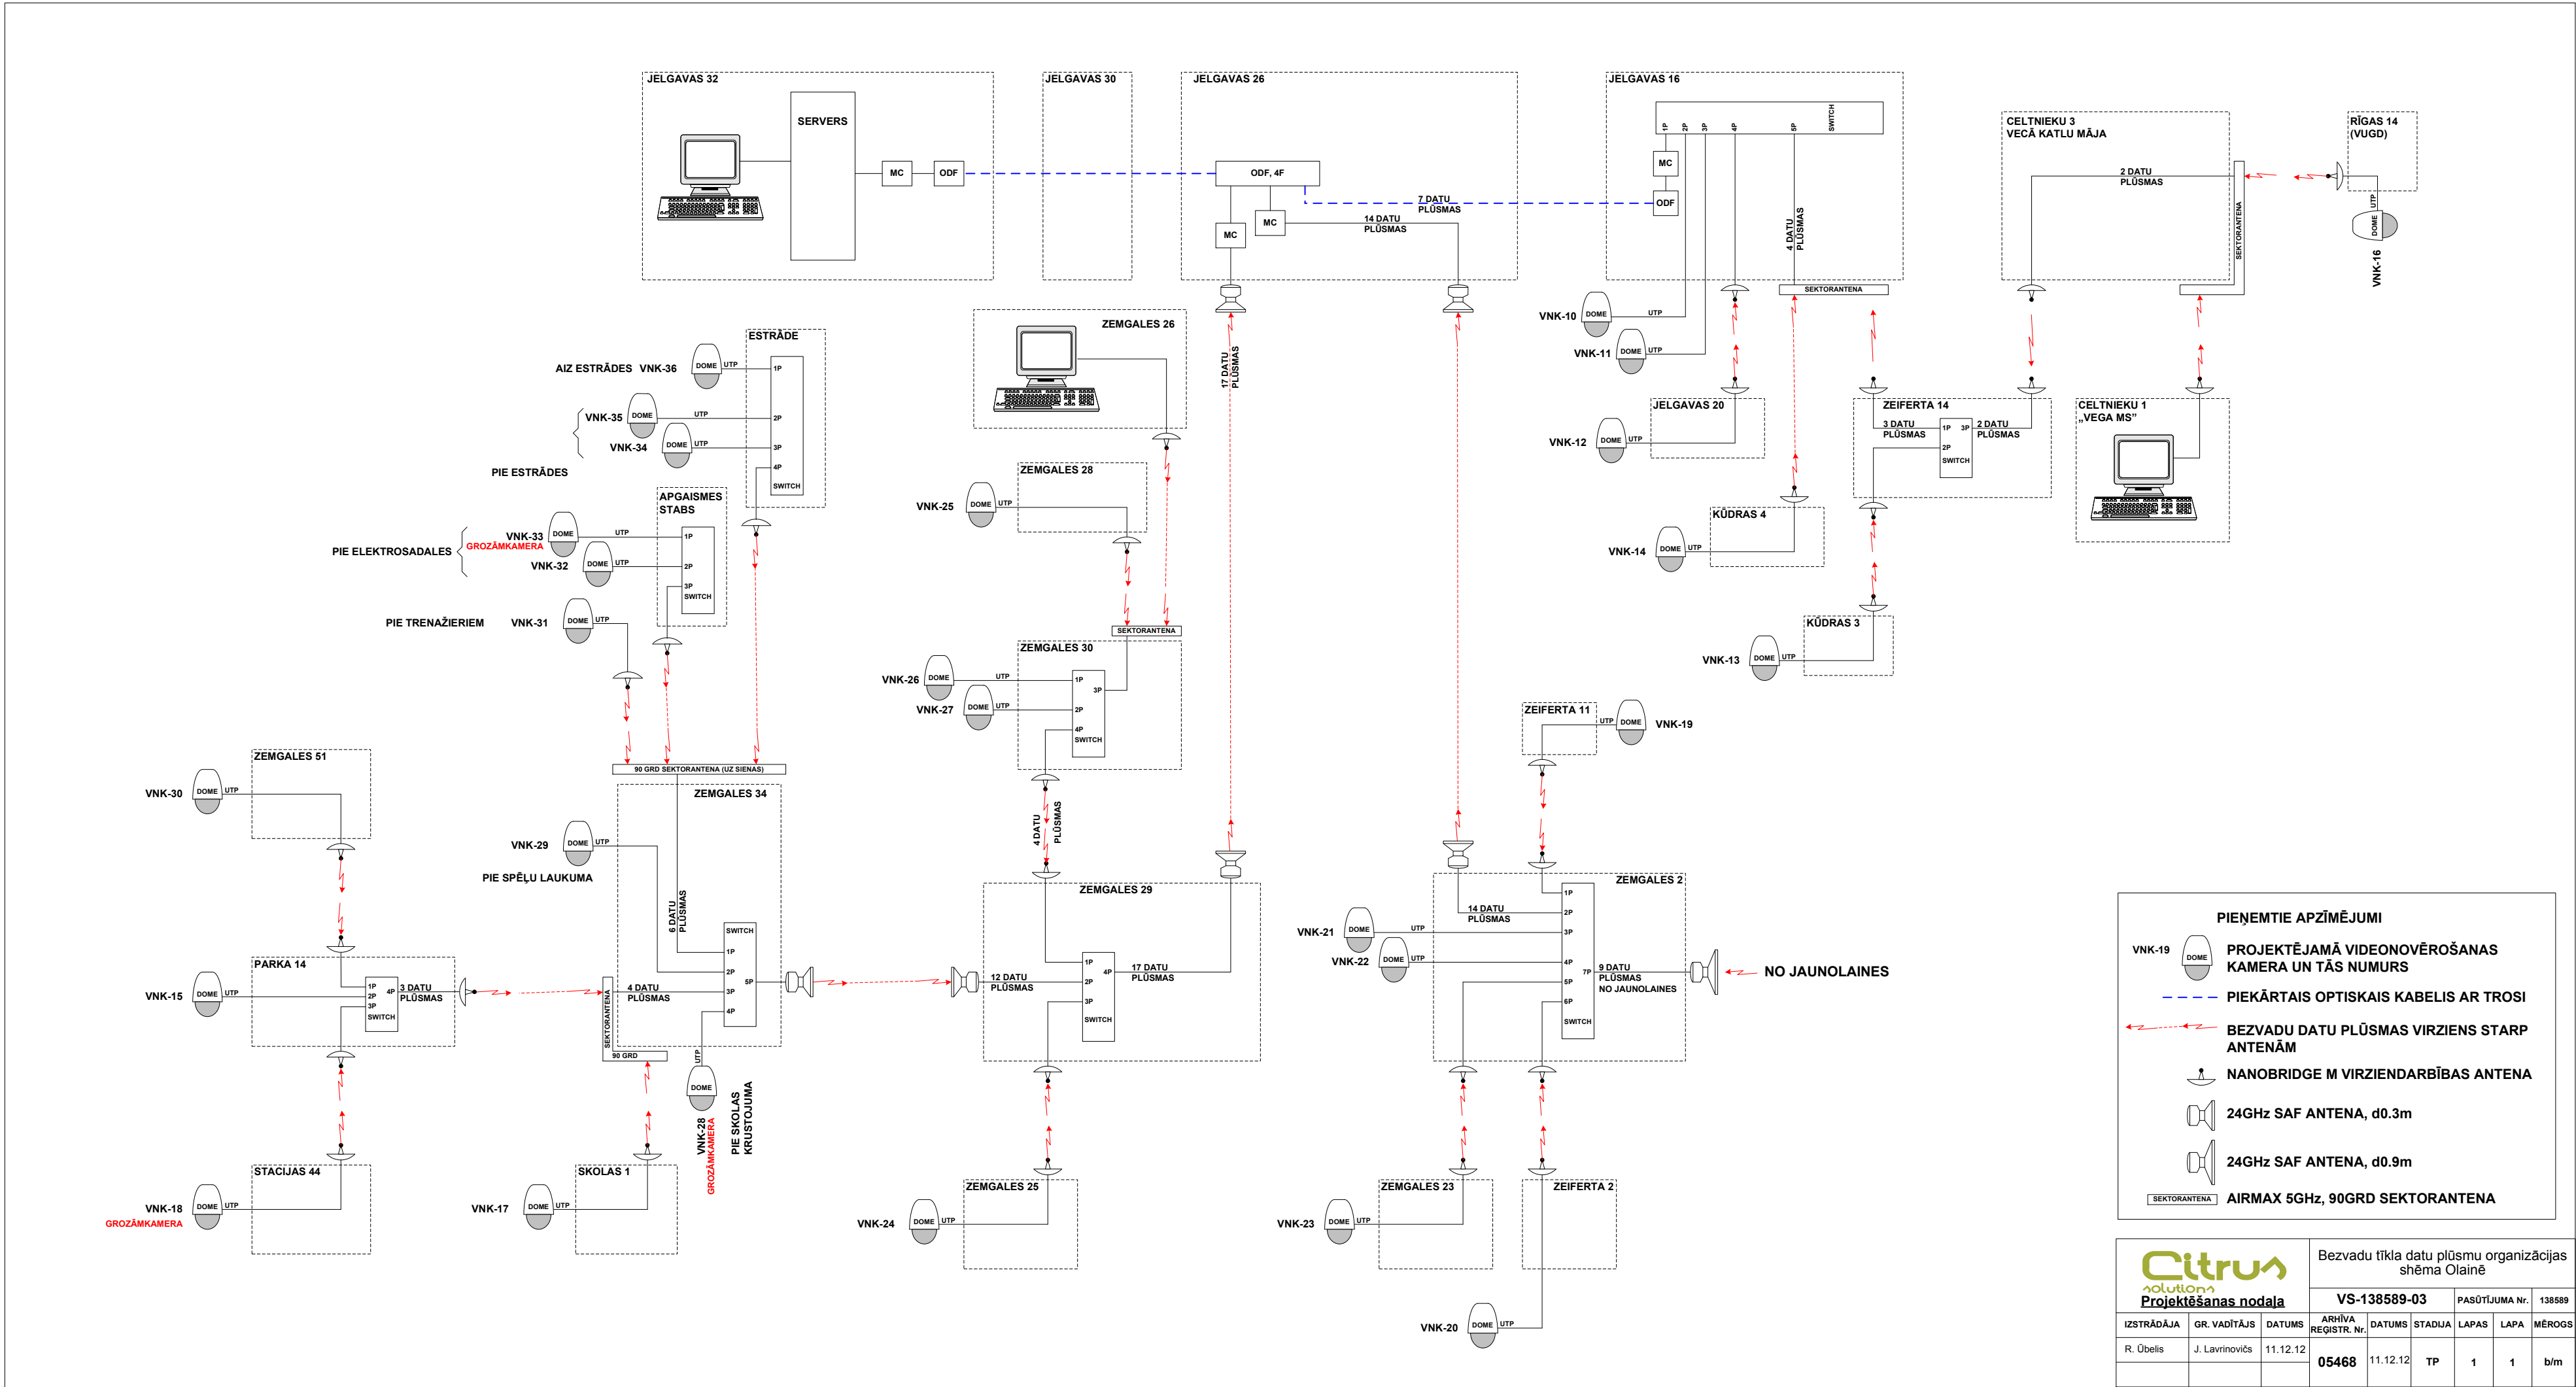 JELGAVAS 32
SERVERS
MC
ODF
JELGAVAS 30
JELGAVAS 26
ODF, 4F
MC
MC
14 DATU
PLŪSMAS
7 DATU
PLŪSMAS
JELGAVAS 16
1P
2P
3P
4P
5P
SWITCH
MC
ODF
4 DATU
PLŪSMAS
SEKTORANTENA
CELTNIEKU 3
VECĀ KATLU MĀJA
2 DATU
PLŪSMAS
SEKTORANTENA
RĪGAS 14
(VUGD)
UTP
DOME
VNK-16
VNK-10
DOME
UTP
VNK-11
DOME
UTP
JELGAVAS 20
VNK-12
DOME
UTP
KŪDRAS 4
VNK-14
DOME
UTP
ZEIFERTA 14
3 DATU
PLŪSMAS
1P
3P
2P
SWITCH
2 DATU
PLŪSMAS
CELTNIEKU 1
„VEGA MS”
KŪDRAS 3
VNK-13
DOME
UTP
ESTRĀDE
AIZ ESTRĀDES VNK-36
DOME
UTP
1P
VNK-35
DOME
UTP
2P
VNK-34
DOME
UTP
3P
4P
SWITCH
PIE ESTRĀDES
APGAISMES
STABS
PIE ELEKTROSADALES
VNK-33
GROZĀMKAMERA
DOME
UTP
1P
VNK-32
DOME
UTP
2P
3P
SWITCH
PIE TRENAŽIERIEM
VNK-31
DOME
UTP
90 GRD SEKTORANTENA (UZ SIENAS)
ZEMGALES 26
17 DATU
PLŪSMAS
ZEMGALES 28
VNK-25
DOME
UTP
SEKTORANTENA
ZEMGALES 30
VNK-26
DOME
UTP
1P
3P
VNK-27
DOME
UTP
2P
4P
SWITCH
4 DATU
PLŪSMAS
ZEIFERTA 11
UTP
DOME
VNK-19
ZEMGALES 51
VNK-30
DOME
UTP
PARKA 14
VNK-15
DOME
UTP
1P
2P
3P
4P
SWITCH
3 DATU
PLŪSMAS
STACIJAS 44
VNK-18
GROZĀMKAMERA
DOME
UTP
ZEMGALES 34
VNK-29
DOME
UTP
PIE SPĒĻU LAUKUMA
6 DATU
PLŪSMAS
SWITCH
1P
2P
3P
4P
5P
4 DATU
PLŪSMAS
SEKTORANTENA
90 GRD
UTP
DOME
VNK-28
GROZĀMKAMERA
PIE SKOLAS
KRUSTOJUMA
SKOLAS 1
VNK-17
DOME
UTP
ZEMGALES 29
12 DATU
PLŪSMAS
1P
2P
3P
4P
SWITCH
17 DATU
PLŪSMAS
ZEMGALES 25
VNK-24
DOME
UTP
ZEMGALES 2
14 DATU
PLŪSMAS
1P
2P
3P
4P
5P
6P
7P
SWITCH
9 DATU
PLŪSMAS
NO JAUNOLAINES
NO JAUNOLAINES
VNK-21
DOME
UTP
VNK-22
DOME
UTP
ZEMGALES 23
VNK-23
DOME
UTP
ZEIFERTA 2
VNK-20
DOME
UTP
PIEŅEMTIE APZĪMĒJUMI
VNK-19
DOME
PROJEKTĒJAMĀ VIDEONOVĒROŠANAS
KAMERA UN TĀS NUMURS
PIEKĀRTAIS OPTISKAIS KABELIS AR TROSI
BEZVADU DATU PLŪSMAS VIRZIENS STARP
ANTENĀM
NANOBRIDGE M VIRZIENDARBĪBAS ANTENA
24GHz SAF ANTENA, d0.3m
24GHz SAF ANTENA, d0.9m
SEKTORANTENA
AIRMAX 5GHz, 90GRD SEKTORANTENA
Citrus
solutions
Projektēšanas nodaļa
Bezvadu tīkla datu plūsmu organizācijas
shēma Olainē
VS-138589-03
PASŪTĪJUMA Nr.
138589
IZSTRĀDĀJA
GR. VADĪTĀJS
DATUMS
ARHĪVA
REĢISTR. Nr.
DATUMS
STADIJA
LAPAS
LAPA
MĒROGS
R. Ūbelis
J. Lavrinovičs
11.12.12
05468
11.12.12
TP
1
1
b/m